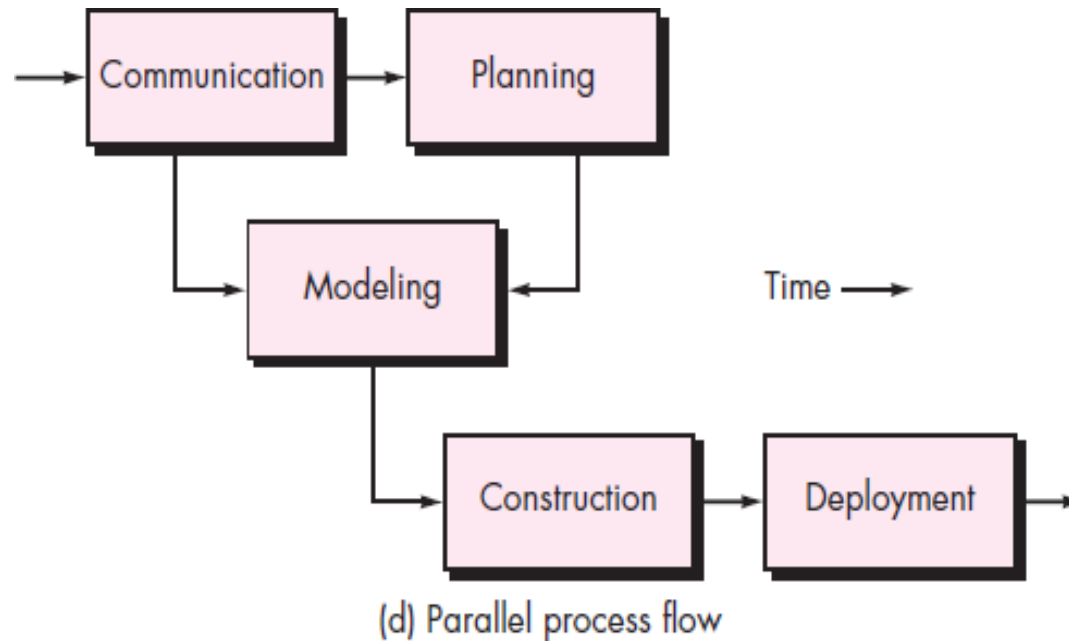 Communication
Planning
Modeling
Time
Construction
Deployment
(d) Parallel process flow